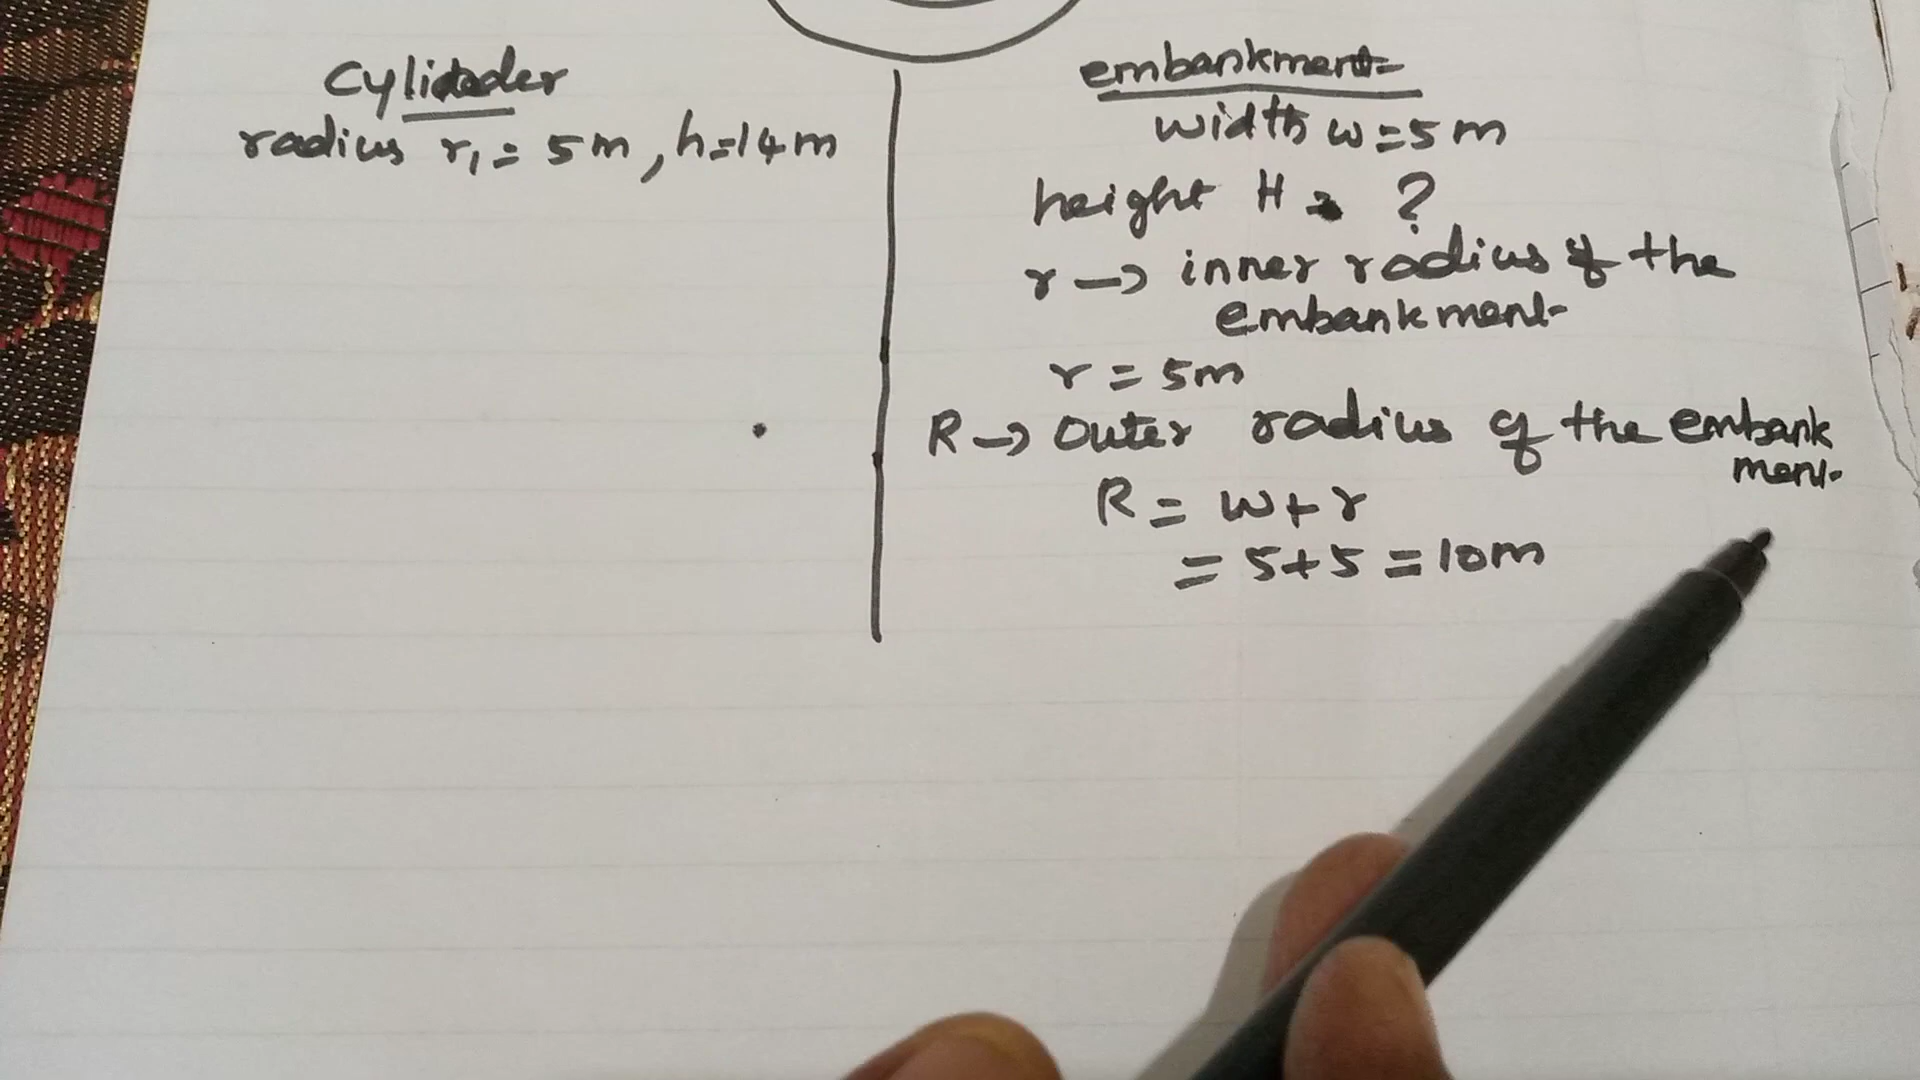 Cylinder
radius r₁ = 5m, h=14m
embankment
width w=5m
height H = ?
r → inner radius of the
embankment
r = 5m
R → Outer radius of the embank
ment
R = w+r
= 5+5 = 10m